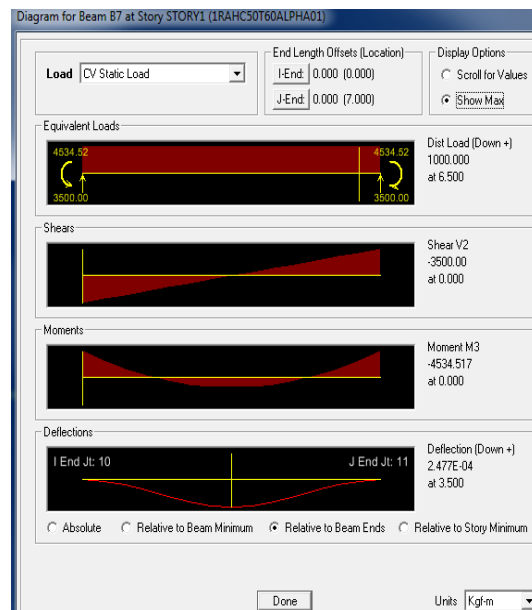 Diagram for Beam B7 at Story STORY1 (1RAHC50T60ALPHA01)
Load CV Static Load
End Length Offsets (Location)
I-End: 0.000 (0.000)
J-End: 0.000 (7.000)
Display Options
Scroll for Values
Show Max
Equivalent Loads
4534.52 4534.52
3500.00 3500.00
Dist Load (Down +)
1000.000
at 6.500
Shears
Shear V2
-3500.00
at 0.000
Moments
Moment M3
-4534.517
at 0.000
Deflections
I End Jt: 10 J End Jt: 11
Deflection (Down +)
2.477E-04
at 3.500
Absolute Relative to Beam Minimum Relative to Beam Ends Relative to Story Minimum
Done
Units Kgf-m